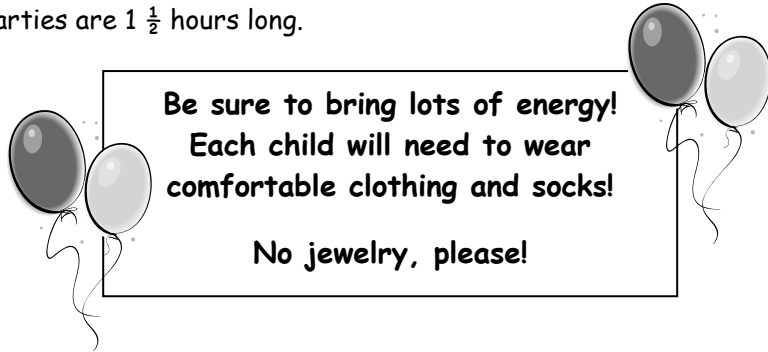 arties are 1 ½ hours long.
Be sure to bring lots of energy!
Each child will need to wear
comfortable clothing and socks!
No jewelry, please!